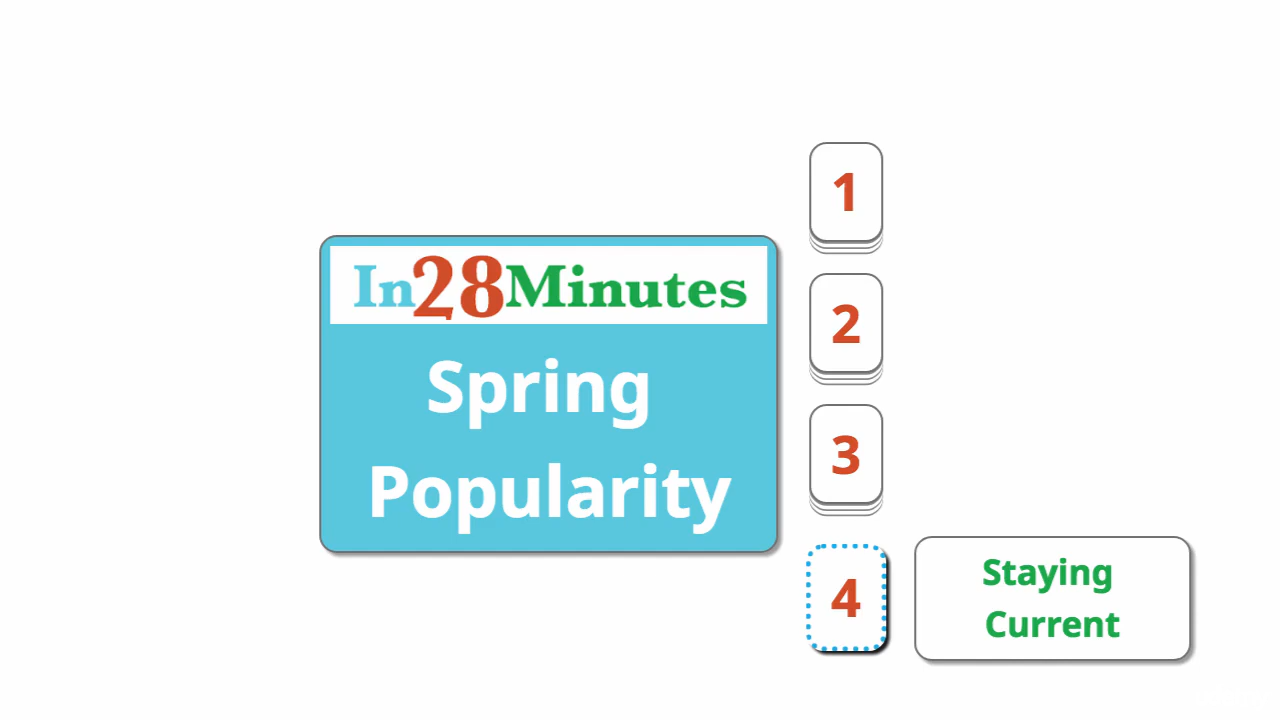 In28Minutes
Spring
Popularity
1
2
3
4
Staying
Current